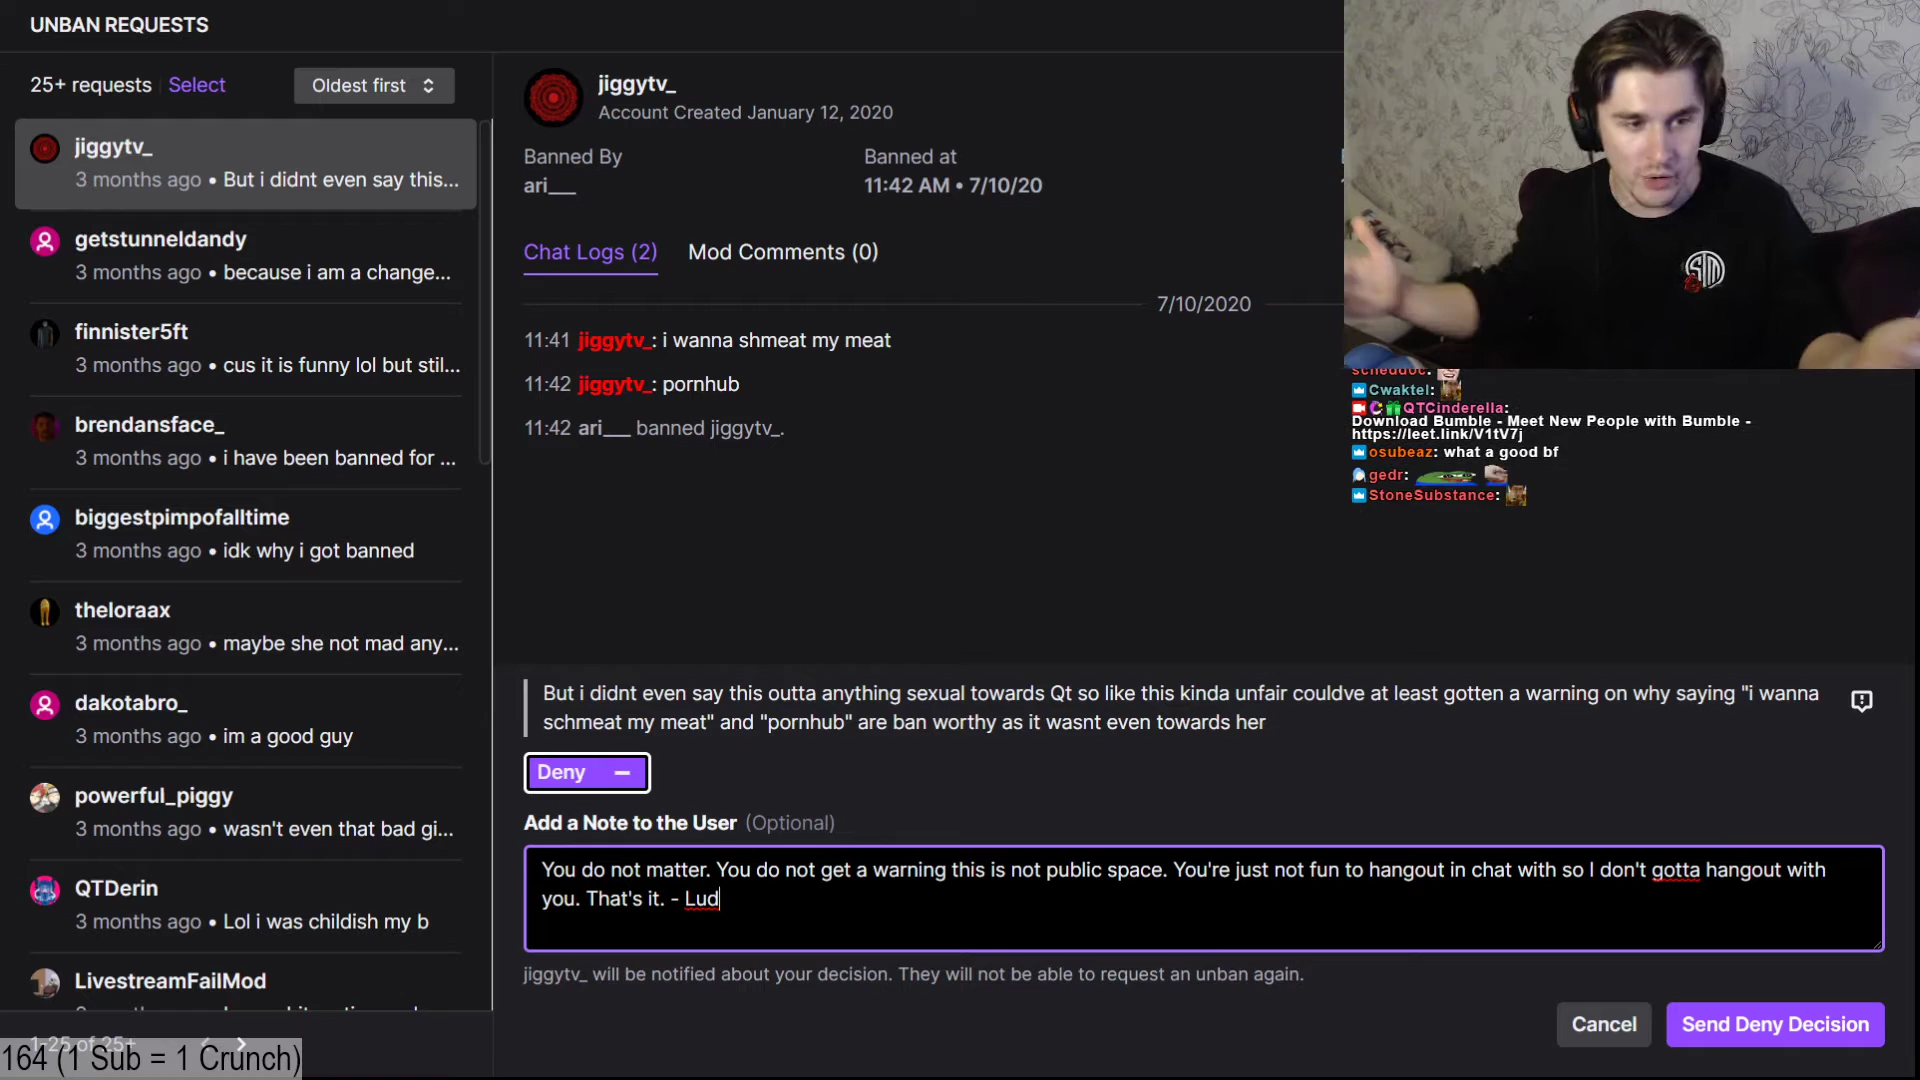 UNBAN REQUESTS
25+ requests Select Oldest first
jiggytv_
3 months ago • But i didnt even say this...
getstunneldandy
3 months ago • because i am a change...
finnister5ft
3 months ago • cus it is funny lol but stil...
brendansface_
3 months ago • i have been banned for ...
biggestpimpofalltime
3 months ago • idk why i got banned
theloraax
3 months ago • maybe she not mad any...
dakotabro_
3 months ago • im a good guy
powerful_piggy
3 months ago • wasn't even that bad gi...
QTDerin
3 months ago • Lol i was childish my b
LivestreamFailMod
1-25 of 25+
164 (1 Sub = 1 Crunch)
jiggytv_
Account Created January 12, 2020
Banned By
ari___
Banned at
11:42 AM • 7/10/20
Chat Logs (2) Mod Comments (0)
7/10/2020
11:41 jiggytv_: i wanna shmeat my meat
11:42 jiggytv_: pornhub
11:42 ari___ banned jiggytv_.
But i didnt even say this outta anything sexual towards Qt so like this kinda unfair couldve at least gotten a warning on why saying "i wanna
schmeat my meat" and "pornhub" are ban worthy as it wasnt even towards her
Deny
Add a Note to the User (Optional)
You do not matter. You do not get a warning this is not public space. You're just not fun to hangout in chat with so I don't gotta hangout with
you. That's it. - Lud
jiggytv_ will be notified about your decision. They will not be able to request an unban again.
Cancel Send Deny Decision
scheddoc:
Cwaktel:
QTCinderella:
Download Bumble - Meet New People with Bumble -
https://leet.link/V1tV7j
osubeaz: what a good bf
gedr:
StoneSubstance: